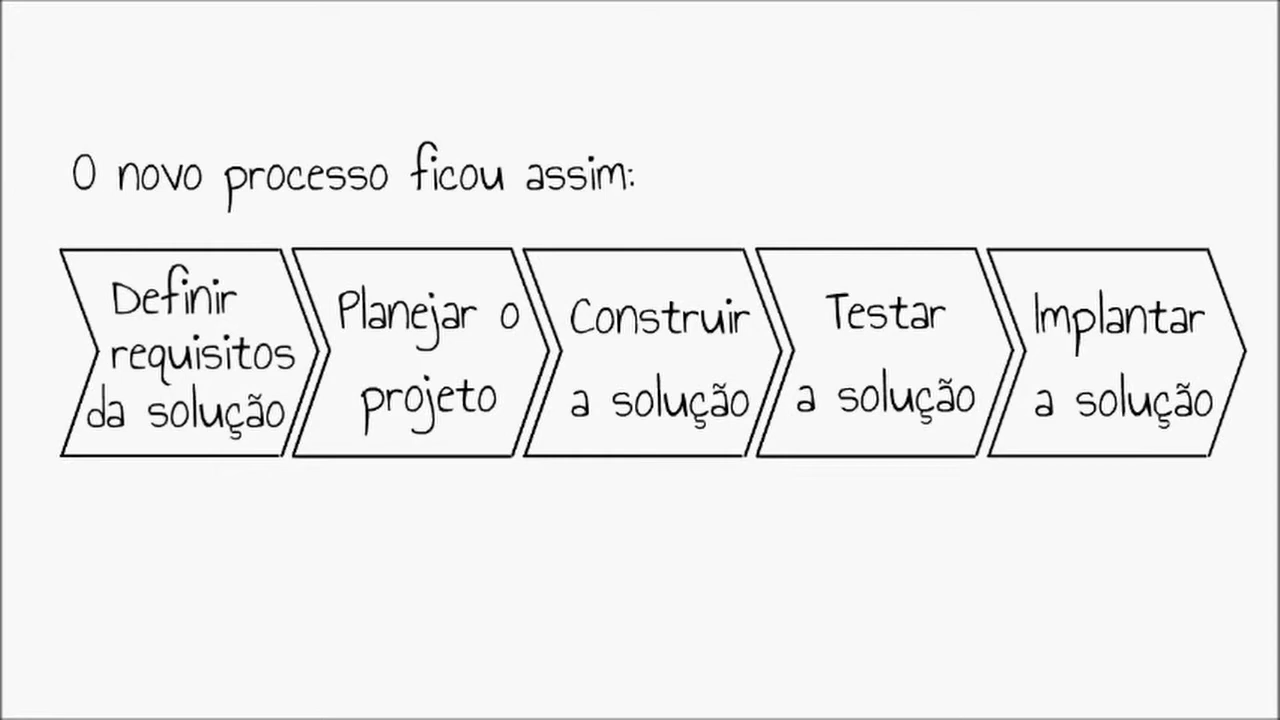 O novo processo ficou assim:
Definir
requisitos
da solução
Planejar o
projeto
Construir
a solução
Testar
a solução
Implantar
a solução